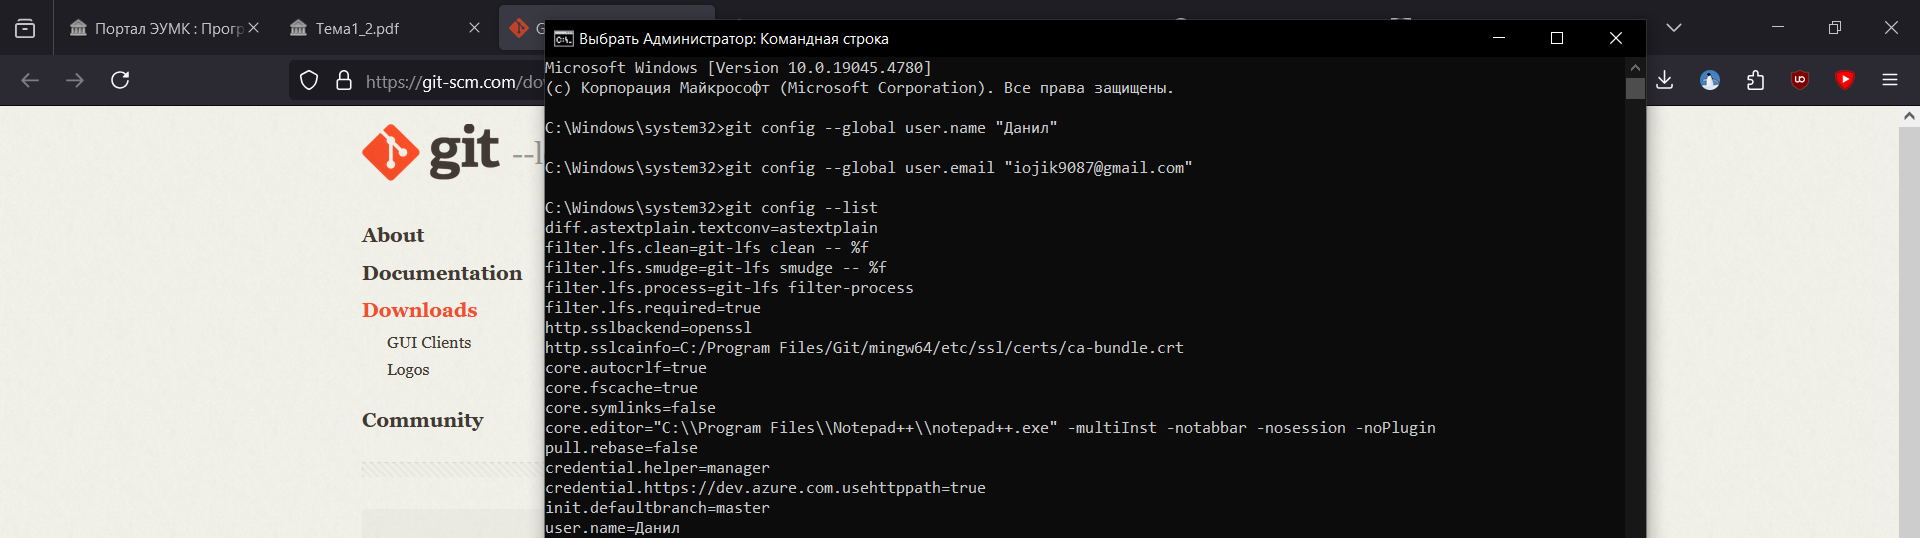 Портал ЭУМК : Прогр
Тема1_2.pdf
G
Выбрать Администратор: Командная строка
https://git-scm.com/do
Microsoft Windows [Version 10.0.19045.4780]
(c) Корпорация Майкрософт (Microsoft Corporation). Все права защищены.
C:\Windows\system32>git config --global user.name "Данил"
C:\Windows\system32>git config --global user.email "iojik9087@gmail.com"
C:\Windows\system32>git config --list
diff.astextplain.textconv=astextplain
filter.lfs.clean=git-lfs clean -- %f
filter.lfs.smudge=git-lfs smudge -- %f
filter.lfs.process=git-lfs filter-process
filter.lfs.required=true
http.sslbackend=openssl
http.sslcainfo=C:/Program Files/Git/mingw64/etc/ssl/certs/ca-bundle.crt
core.autocrlf=true
core.fscache=true
core.symlinks=false
core.editor="C:\\Program Files\\Notepad++\\notepad++.exe" -multiInst -notabbar -nosession -noPlugin
pull.rebase=false
credential.helper=manager
credential.https://dev.azure.com.usehttppath=true
init.defaultbranch=master
user.name=Данил
git --l
About
Documentation
Downloads
GUI Clients
Logos
Community